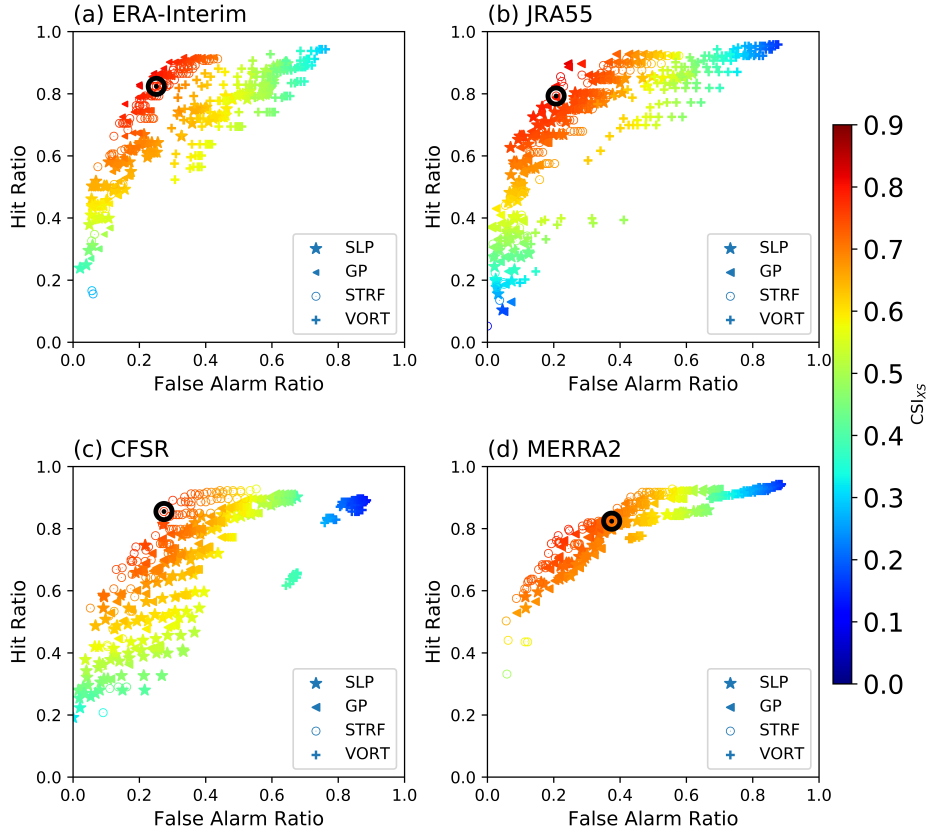 (a) ERA-Interim
1.0
0.8
0.6
0.4
0.2
0.0
Hit Ratio
0.0 0.2 0.4 0.6 0.8 1.0
False Alarm Ratio
SLP
GP
STRF
VORT
(b) JRA55
1.0
0.8
0.6
0.4
0.2
0.0
Hit Ratio
0.0 0.2 0.4 0.6 0.8 1.0
False Alarm Ratio
SLP
GP
STRF
VORT
(c) CFSR
1.0
0.8
0.6
0.4
0.2
0.0
Hit Ratio
0.0 0.2 0.4 0.6 0.8 1.0
False Alarm Ratio
SLP
GP
STRF
VORT
(d) MERRA2
1.0
0.8
0.6
0.4
0.2
0.0
Hit Ratio
0.0 0.2 0.4 0.6 0.8 1.0
False Alarm Ratio
SLP
GP
STRF
VORT
0.9
0.8
0.7
0.6
0.5
0.4
0.3
0.2
0.1
0.0
CSI_XS